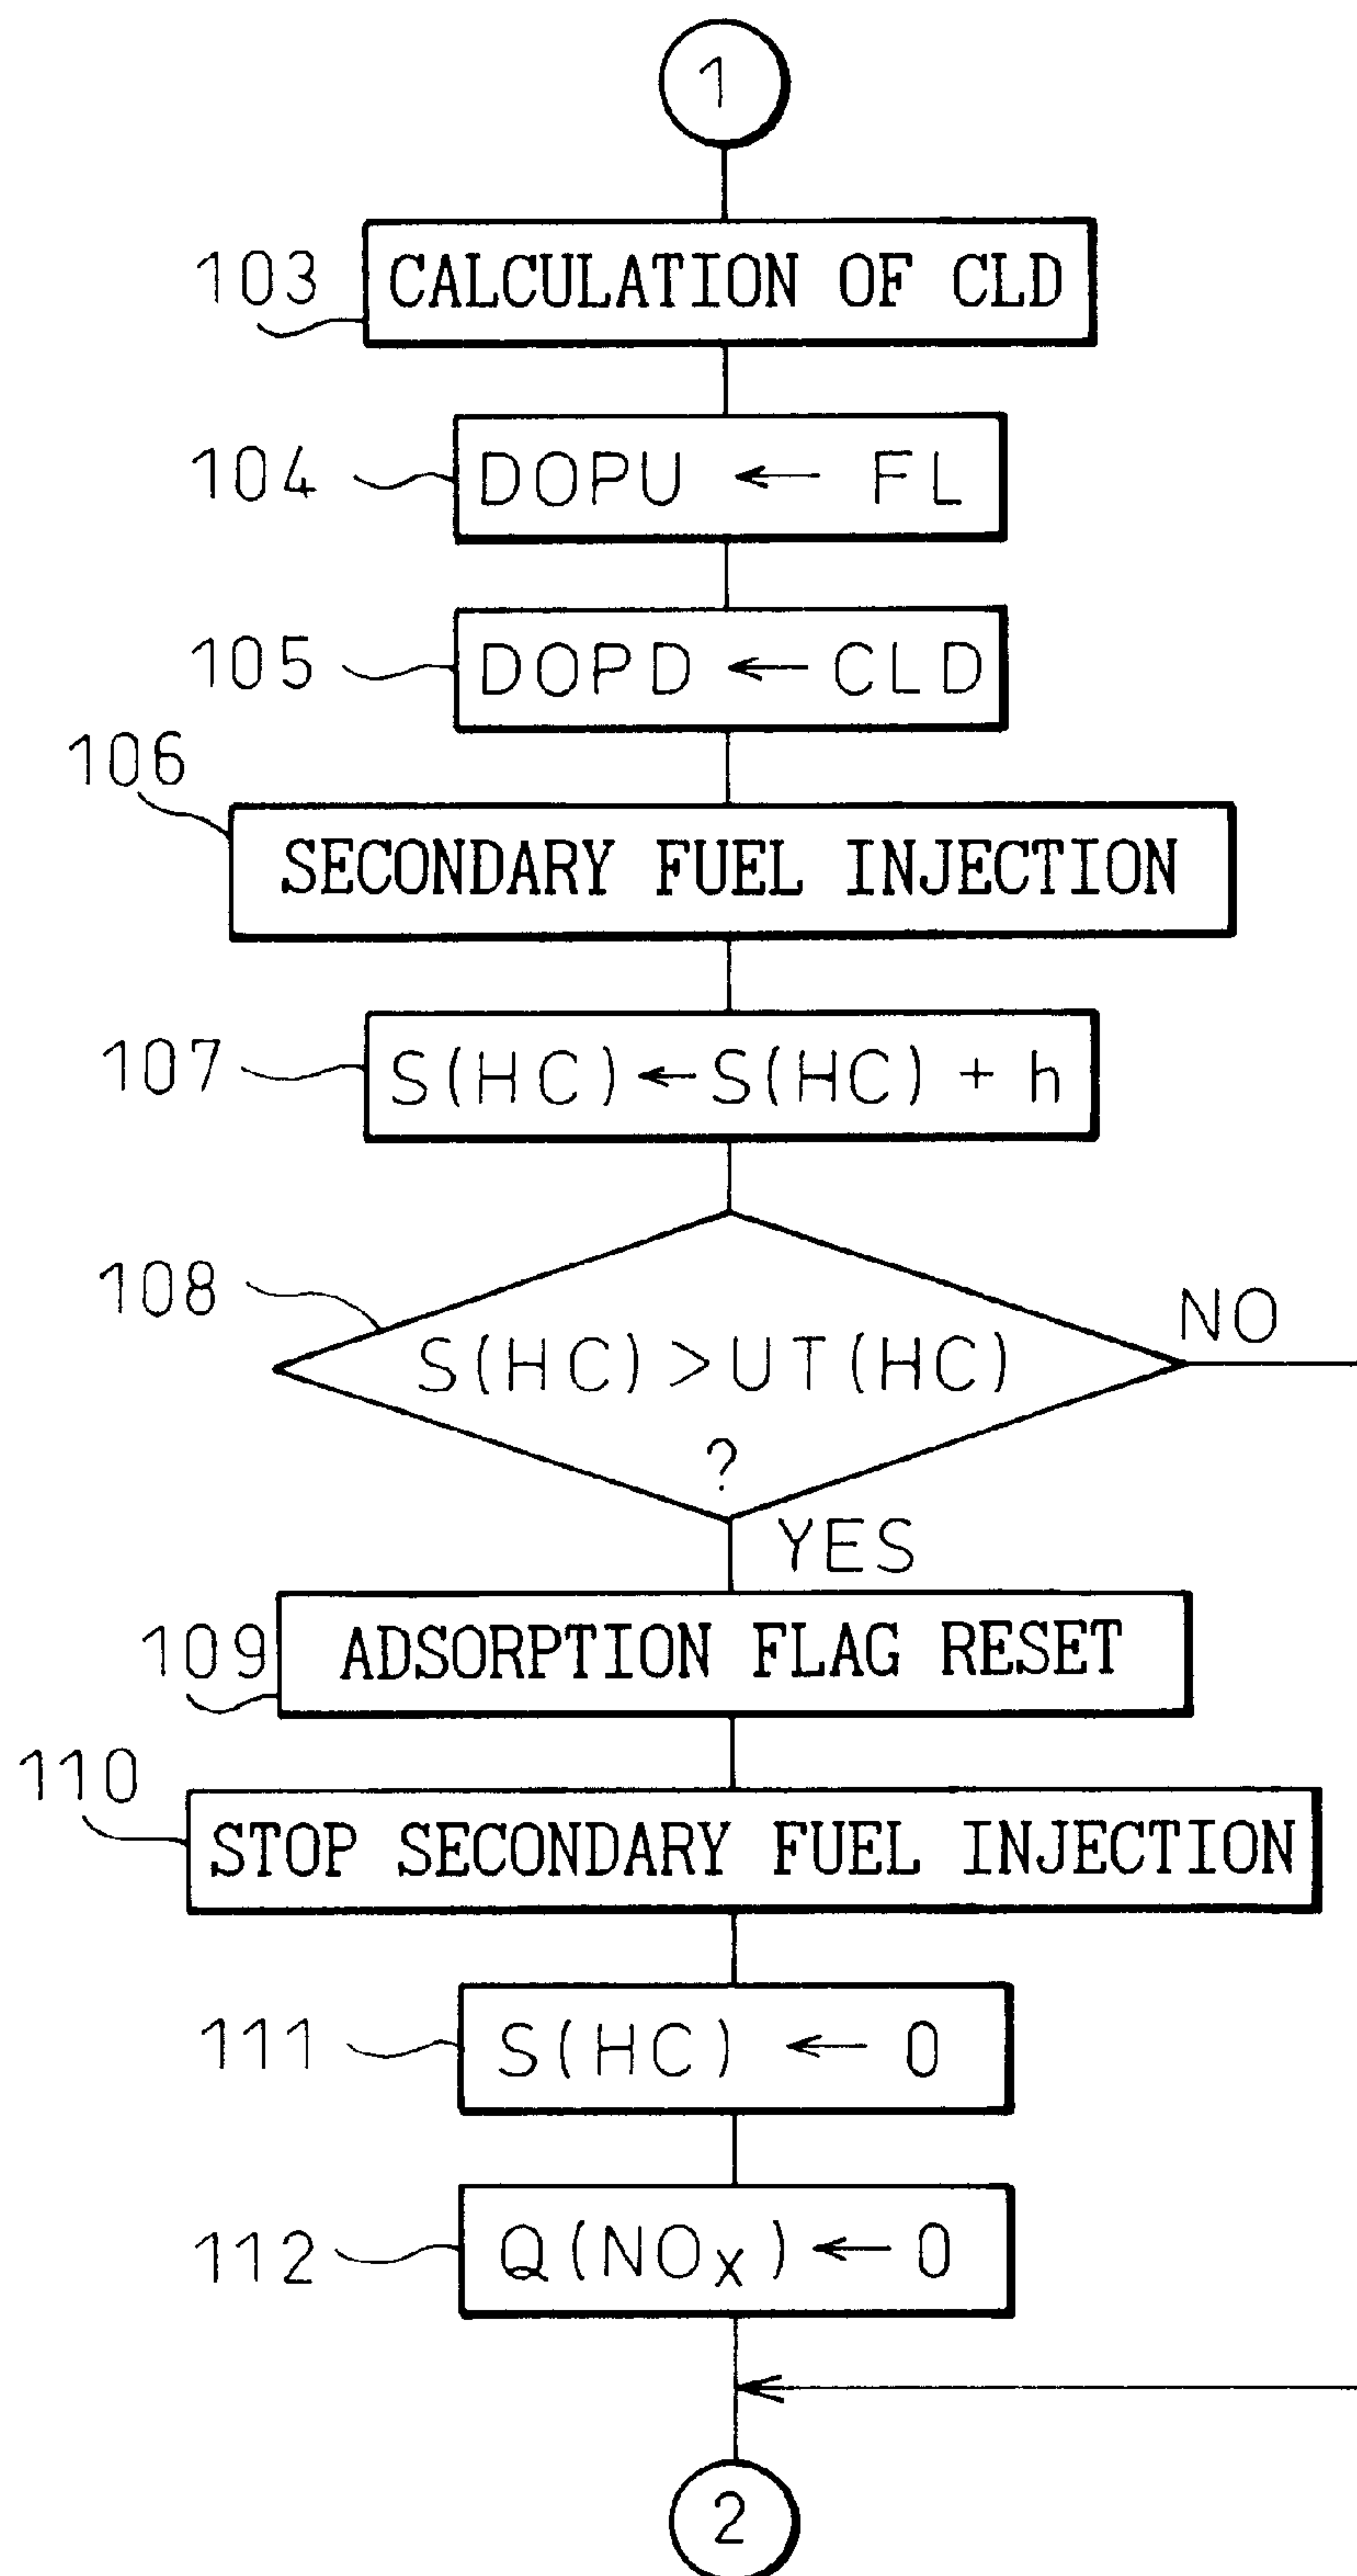 1
103 CALCULATION OF CLD
104 DOPU ← FL
105 DOPD ← CLD
106
SECONDARY FUEL INJECTION
107 S(HC)←S(HC) + h
108
NO
S(HC) > UT(HC)
?
YES
109 ADSORPTION FLAG RESET
110
STOP SECONDARY FUEL INJECTION
111 S(HC) ← 0
112 Q(NOx) ← 0
2